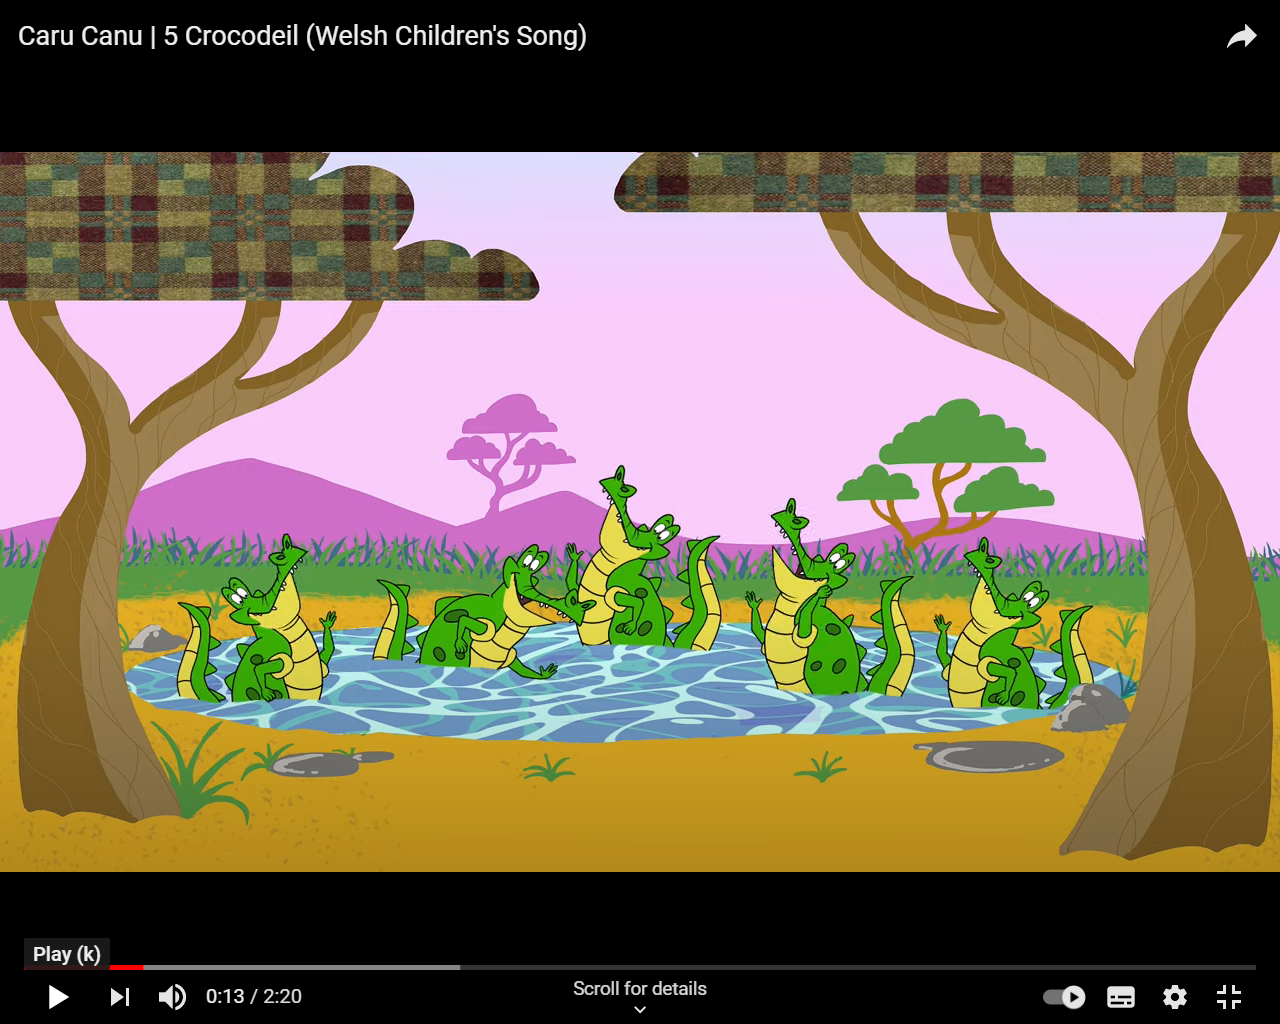 Caru Canu | 5 Crocodeil (Welsh Children's Song)
Play (k)
0:13 / 2:20
Scroll for details